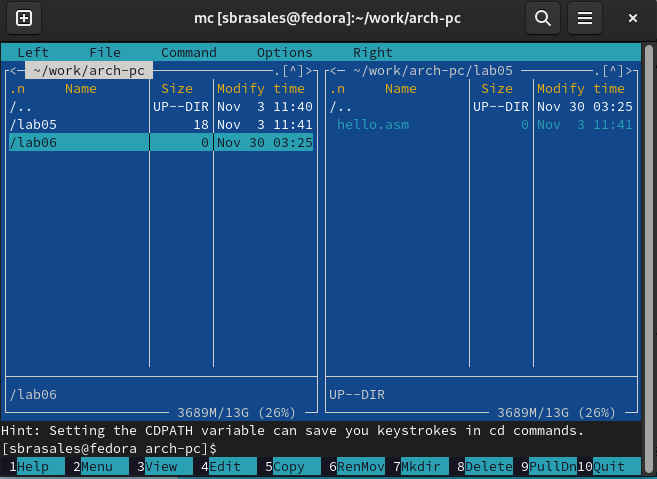 mc [sbrasales@fedora]:~/work/arch-pc
Left File Command Options Right
<─ ~/work/arch-pc ─.[^]> <─ ~/work/arch-pc/lab05 ─.[^]>
.n Name Size Modify time .n Name Size Modify time
/.. UP--DIR Nov 3 11:40 /.. UP--DIR Nov 30 03:25
/lab05 18 Nov 3 11:41 hello.asm 0 Nov 3 11:41
/lab06 0 Nov 30 03:25
/lab06 UP--DIR
3689M/13G (26%) 3689M/13G (26%)
Hint: Setting the CDPATH variable can save you keystrokes in cd commands.
[sbrasales@fedora arch-pc]$
1Help 2Menu 3View 4Edit 5Copy 6RenMov 7Mkdir 8Delete 9PullDn 10Quit